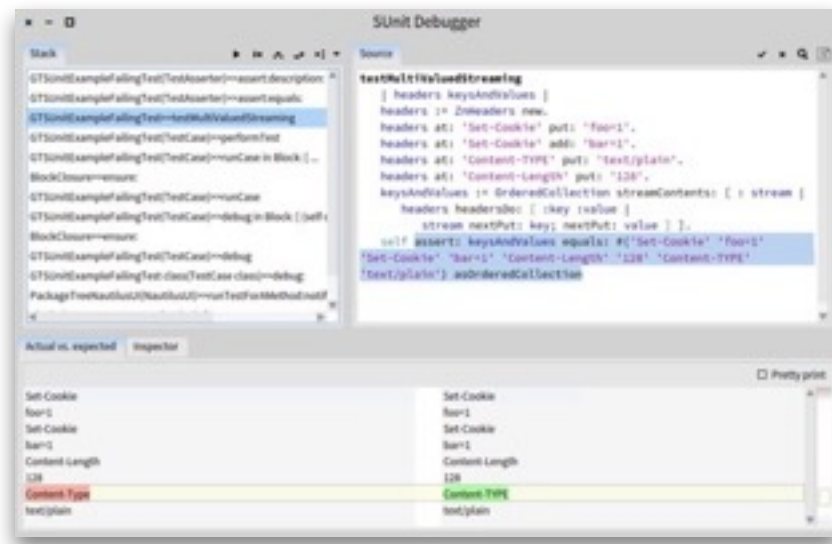 SUnit Debugger
Stack
GTSUnitExampleFailingTest(TestAsserter)>>assert:description:
GTSUnitExampleFailingTest(TestAsserter)>>assert:equals:
GTSUnitExampleFailingTest>>testMultiValuedStreaming
GTSUnitExampleFailingTest(TestCase)>>performTest
GTSUnitExampleFailingTest(TestCase)>>runCase in Block: [ ...
BlockClosure>>ensure:
GTSUnitExampleFailingTest(TestCase)>>runCase
GTSUnitExampleFailingTest(TestCase)>>debug in Block: [ (self c
BlockClosure>>ensure:
GTSUnitExampleFailingTest(TestCase)>>debug
GTSUnitExampleFailingTest class(TestCase class)>>debug:
PackageTreeNautilusUI(NautilusUI)>>runTestForAMethod:notif
Source
testMultiValuedStreaming
| headers keysAndValues |
headers := ZnHeaders new.
headers at: 'Set-Cookie' put: 'foo=1'.
headers at: 'Set-Cookie' add: 'bar=1'.
headers at: 'Content-TYPE' put: 'text/plain'.
headers at: 'Content-Length' put: '128'.
keysAndValues := OrderedCollection streamContents: [ : stream |
headers headersDo: [ :key :value |
stream nextPut: key; nextPut: value ] ].
self assert: keysAndValues equals: #('Set-Cookie' 'foo=1'
'Set-Cookie' 'bar=1' 'Content-Length' '128' 'Content-TYPE'
'text/plain') asOrderedCollection
Actual vs. expected Inspector
Pretty print
Set-Cookie Set-Cookie
foo=1 foo=1
Set-Cookie Set-Cookie
bar=1 bar=1
Content-Length Content-Length
128 128
Content-Type Content-TYPE
text/plain text/plain